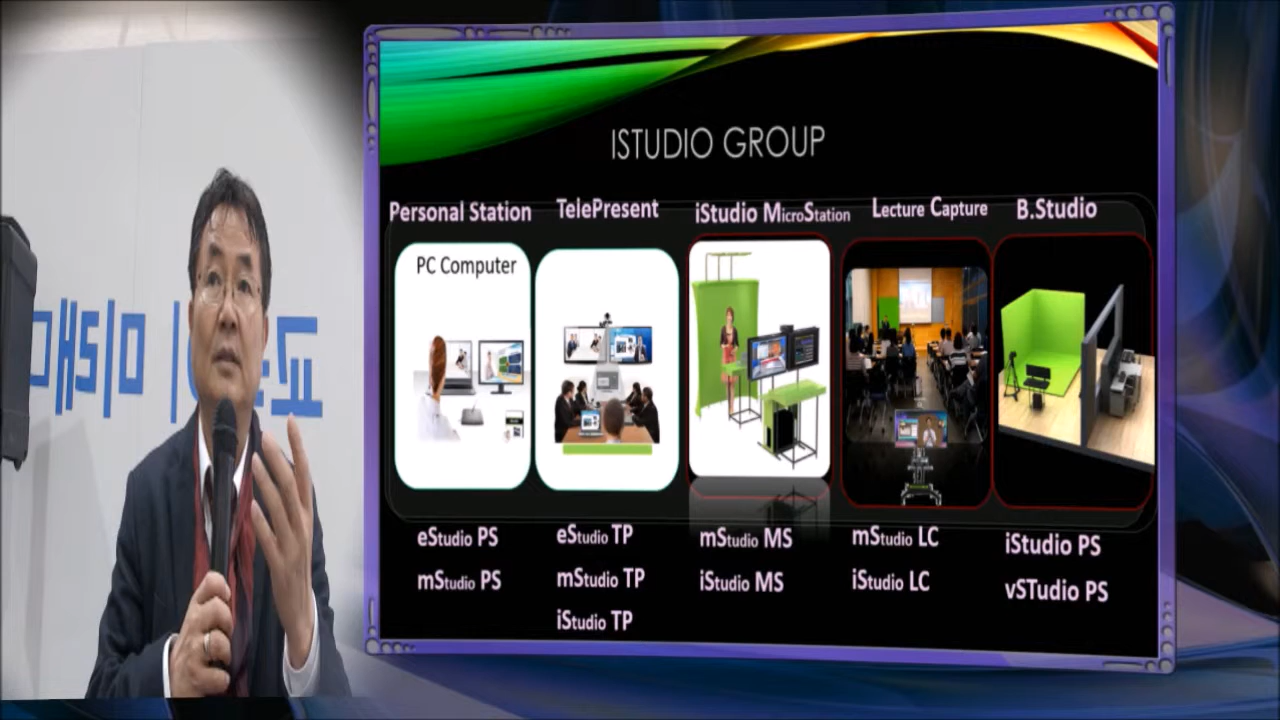 ISTUDIO GROUP
Personal Station TelePresent iStudio MicroStation Lecture Capture B.Studio
PC Computer
eStudio PS eStudio TP mStudio MS mStudio LC iStudio PS
mStudio PS mStudio TP iStudio MS iStudio LC vSTudio PS
iStudio TP